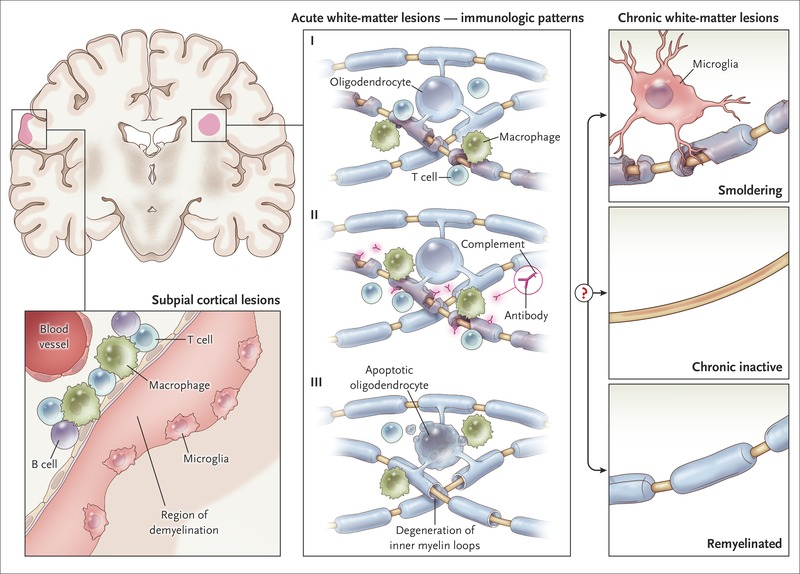 Acute white-matter lesions — immunologic patterns
Chronic white-matter lesions
I
Oligodendrocyte
Macrophage
T cell
II
Complement
Antibody
III
Apoptotic
oligodendrocyte
Degeneration of
inner myelin loops
Subpial cortical lesions
Blood
vessel
T cell
Macrophage
B cell
Microglia
Region of
demyelination
?
Microglia
Smoldering
Chronic inactive
Remyelinated